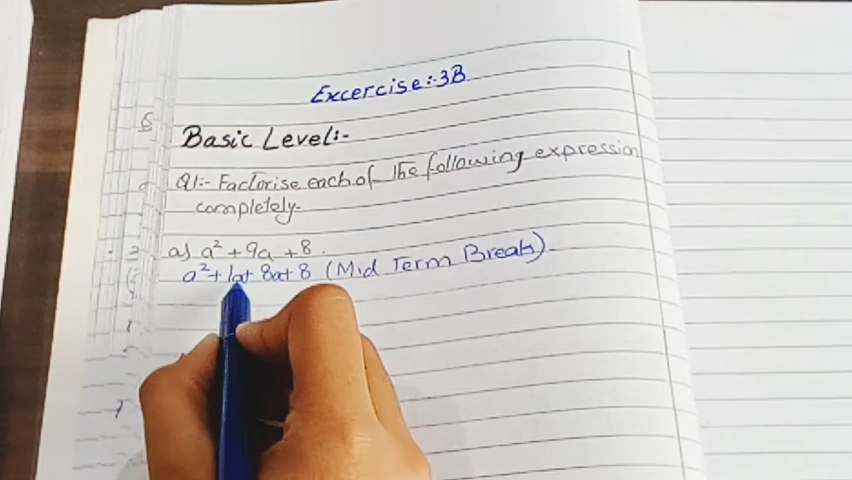 Excercise:-3B
Basic Level:-
Q1:- Factorise each of the following expression
completely.
a) a² + 9a + 8.
a² + 1a + 8a + 8 (Mid Term Break)